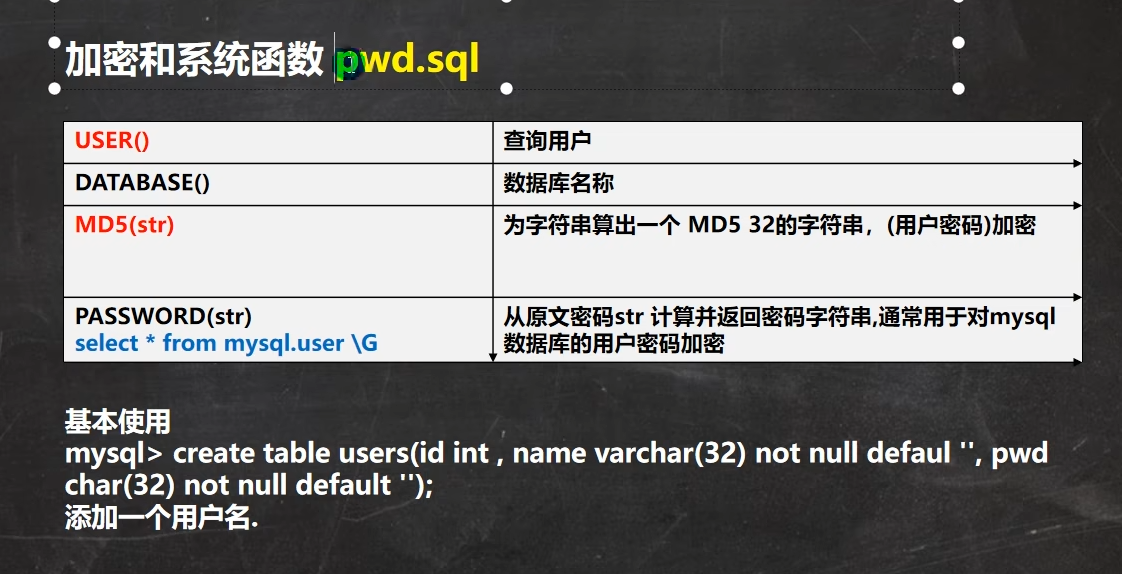 加密和系统函数 pwd.sql
USER()
查询用户
DATABASE()
数据库名称
MD5(str)
为字符串算出一个 MD5 32的字符串，(用户密码)加密
PASSWORD(str)
select * from mysql.user \G
从原文密码str 计算并返回密码字符串,通常用于对mysql
数据库的用户密码加密
基本使用
mysql> create table users(id int , name varchar(32) not null defaul '', pwd
char(32) not null default '');
添加一个用户名.